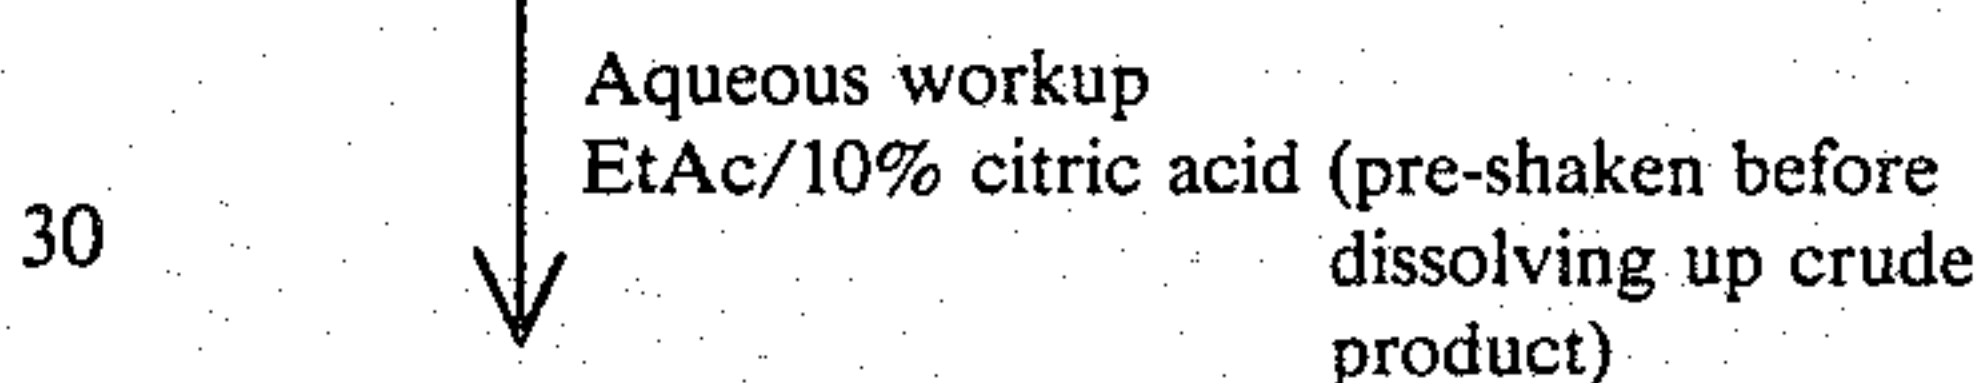 Aqueous workup
EtAc/10% citric acid (pre-shaken before
30
dissolving up crude
product)